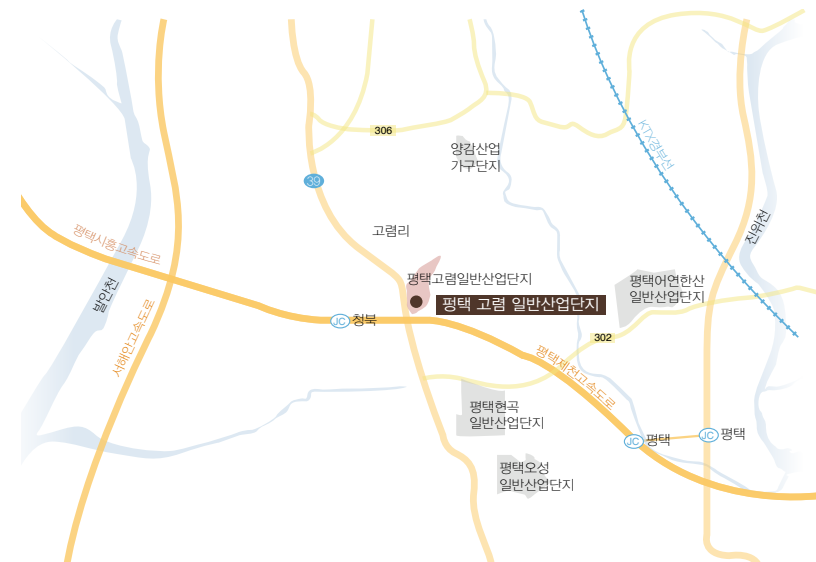 306
양감산업
가구단지
KTX경부선
39
고렴리
진위천
평택시흥고속도로
평택고렴일반산업단지
평택어연한산
일반산업단지
발안천
평택 고렴 일반산업단지
JC 청북
서해안고속도로
302
평택제천고속도로
평택현곡
일반산업단지
JC 평택
JC 평택
평택오성
일반산업단지